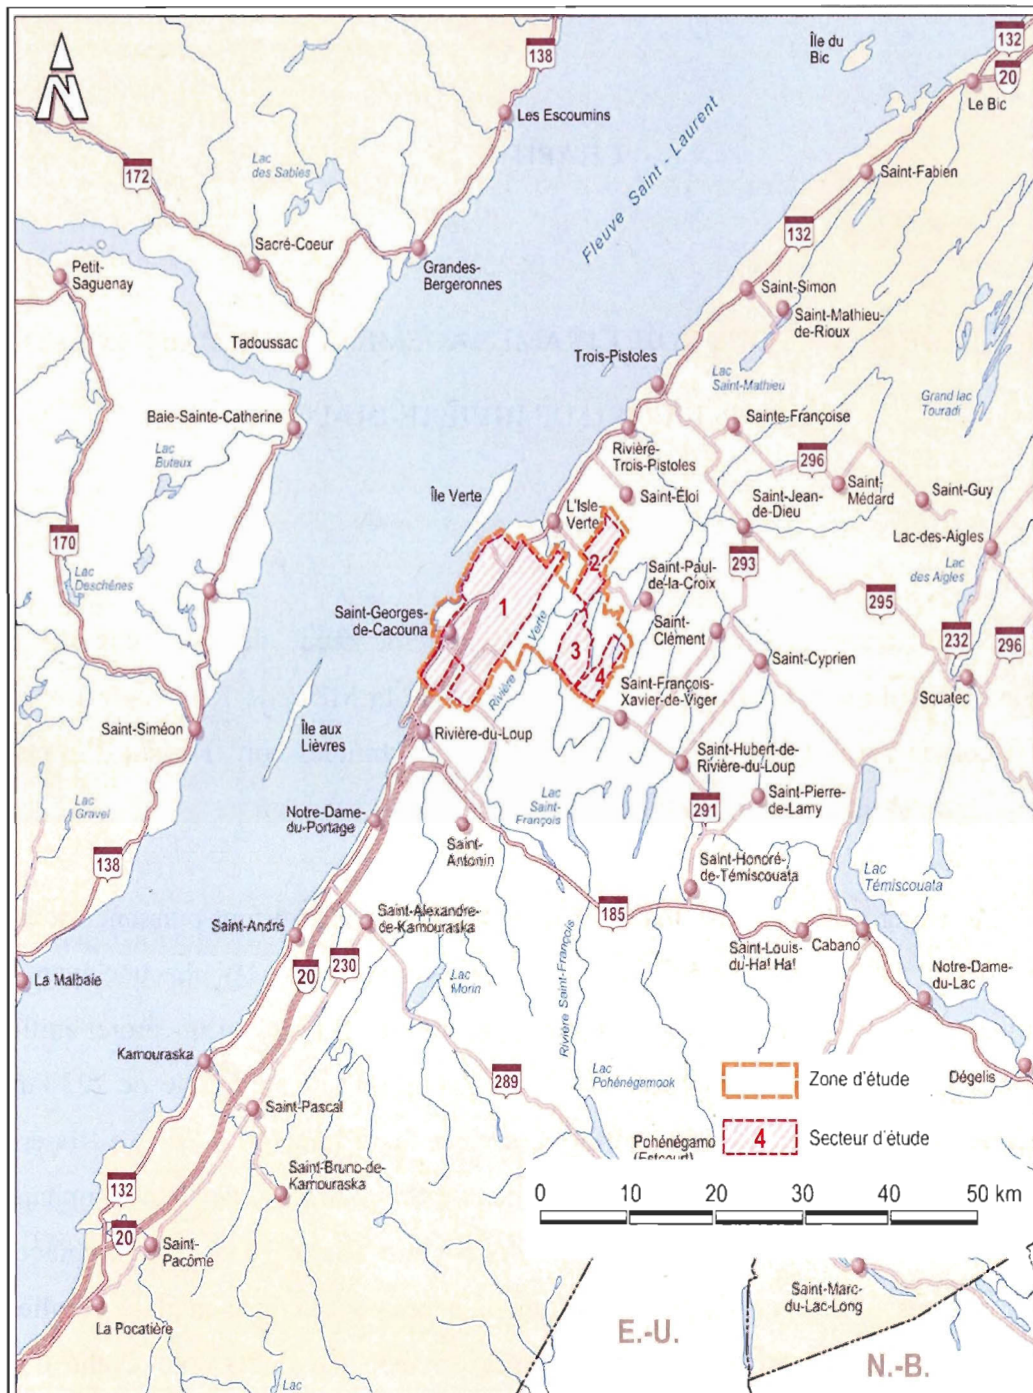 N
138
132
20
Île du
Bic
Le Bic
Les Escoumins
Fleuve Saint-Laurent
Saint-Fabien
172
Lac
des Sables
132
Sacré-Coeur
Grandes-
Bergeronnes
Petit-
Saguenay
Saint-Simon
Saint-Mathieu-
de-Rioux
Tadoussac
Trois-Pistoles
Lac
Saint-Mathieu
Grand lac
Touradi
Baie-Sainte-Catherine
Sainte-Françoise
Lac
Buteux
Rivière-
Trois-Pistoles
296
Île Verte
Saint-Éloi
Saint-
Médard
Saint-Guy
L'Isle-
Verte
Saint-Jean-
de-Dieu
Lac-des-Aigles
170
2
293
Lac
des Aigles
Lac
Deschênes
Saint-Paul-
de-la-Croix
295
1
Saint-Georges-
de-Cacouna
Saint-
Clément
232
296
3
Rivière Verte
Saint-Cyprien
4
Saint-François-
Xavier-de-Viger
Squatec
Saint-Siméon
Île aux
Lièvres
Rivière-du-Loup
Saint-Hubert-de-
Rivière-du-Loup
Lac
Gravel
Lac
Saint-
François
Saint-Pierre-
de-Lamy
Notre-Dame-
du-Portage
291
Saint-
Antonin
138
Saint-Honoré-
de-Témiscouata
Lac
Témiscouata
185
Saint-Alexandre-
de-Kamouraska
Saint-André
Rivière Saint-François
Saint-Louis-
du-Ha! Ha!
Cabano
20
230
La Malbaie
Lac
Morin
Notre-Dame-
du-Lac
Kamouraska
289
Lac
Pohénégamook
Zone d'étude
Dégelis
Saint-Pascal
Pohénégamo
(Estcourt)
4
Secteur d'étude
Saint-Bruno-de-
Kamouraska
132
0 10 20 30 40 50 km
20
Saint-
Pacôme
Saint-Marc-
du-Lac-Long
La Pocatière
E.-U.
N.-B.
Lac